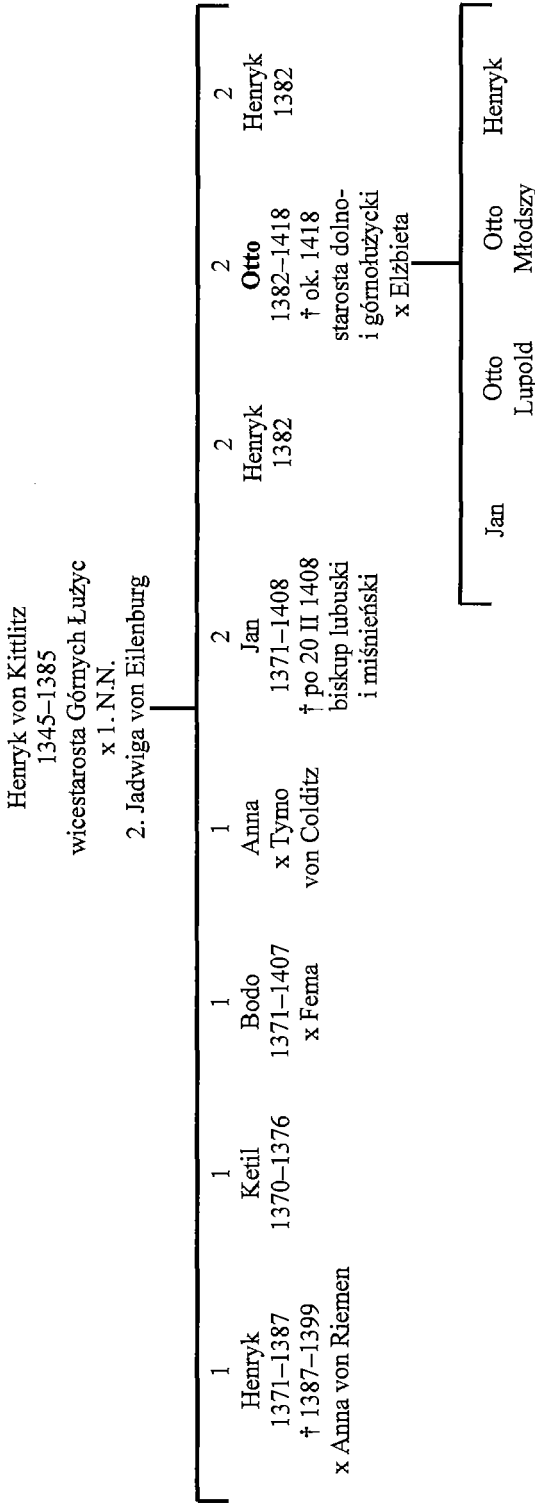 Henryk von Kittlitz
1345–1385
wicestarosta Górnych Łużyc
x 1. N.N.
2. Jadwiga von Eilenburg
1
Henryk
1371–1387
† 1387–1399
x Anna von Riemen
1
Ketil
1370–1376
1
Bodo
1371–1407
x Fema
1
Anna
x Tymo
von Colditz
2
Jan
1371–1408
† po 20 II 1408
biskup lubuski
i miśnieński
2
Henryk
1382
2
Otto
1382–1418
† ok. 1418
starosta dolno-
i górnołużycki
x Elżbieta
2
Henryk
1382
Jan
Otto
Lupold
Otto
Młodszy
Henryk